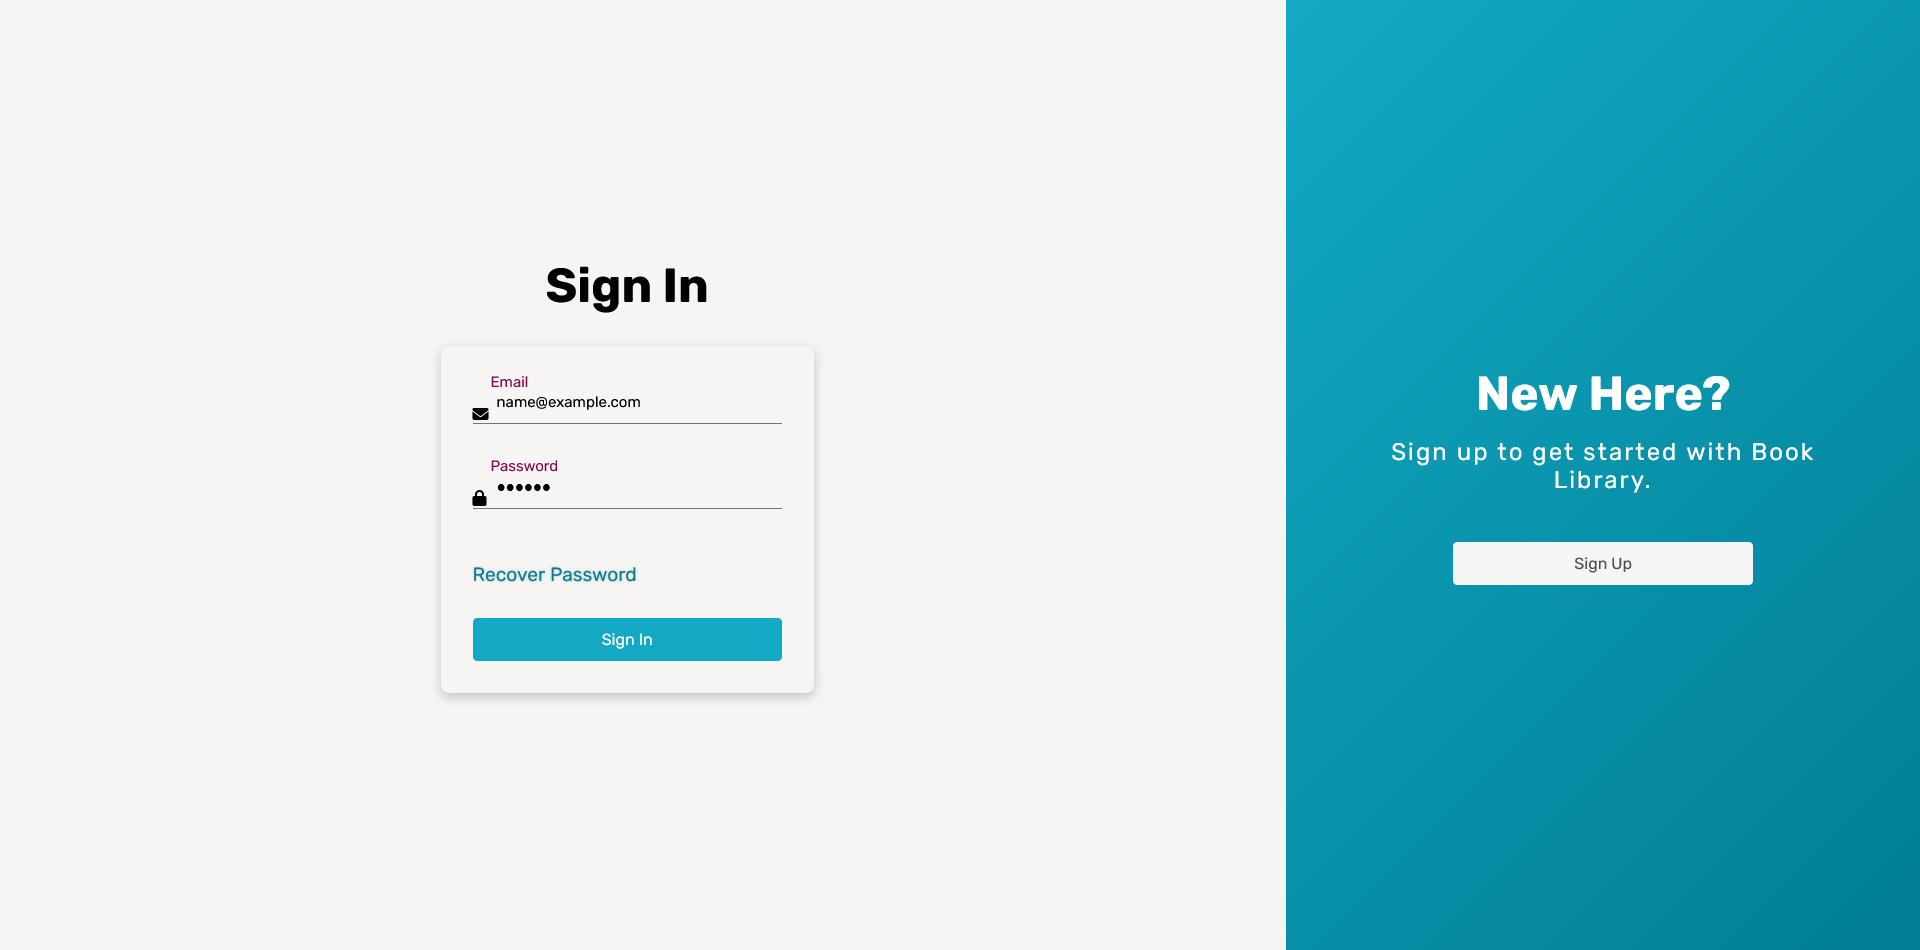 Sign In
Email
name@example.com
Password
••••••
Recover Password
Sign In
New Here?
Sign up to get started with Book
Library.
Sign Up